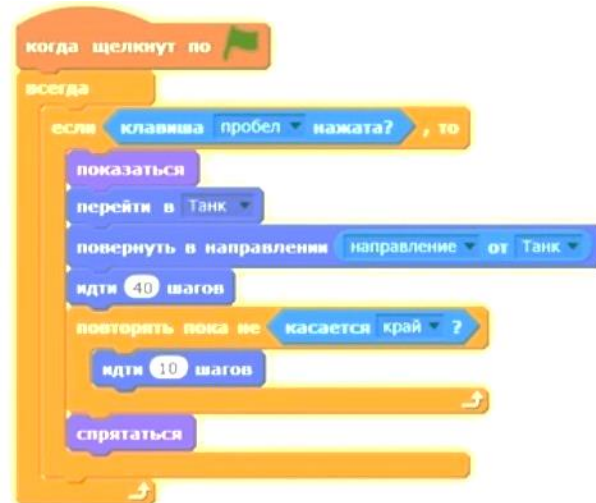 когда щелкнут по
всегда
если клавиша пробел нажата? , то
показаться
перейти в Танк
повернуть в направлении направление от Танк
идти 40 шагов
повторять пока не касается край ?
идти 10 шагов
спрятаться